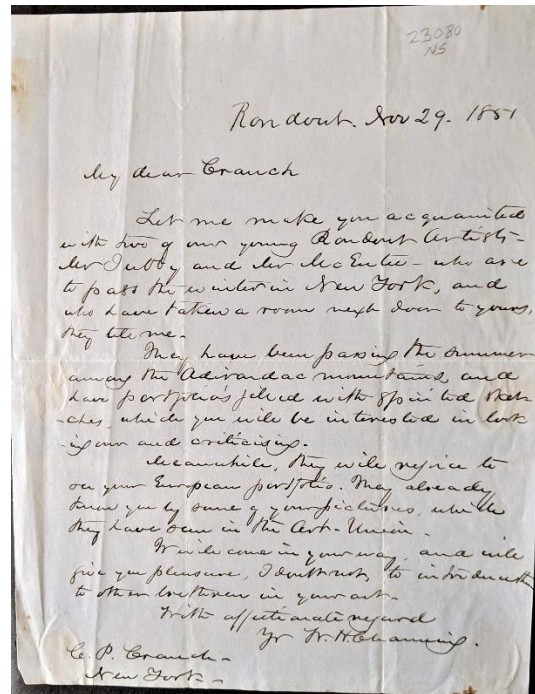 23080
NS
Rondout. Nov 29. 1851
My dear Cranch
Let me make you acquainted
with two of our young Rondout Artists -
Mr Tubby and Mr McEntee - who are
to pass the winter in New York, and
who have taken a room next door to yours,
they tell me.
They have been passing the summer
among the Adirondac mountains, and
have portfolios filled with spirited sket-
-ches, which you will be interested in look
-ing over and criticising.
Meanwhile, they will rejoice to
see your European portfolio. They already
know you by some of your pictures, which
they have seen in the Art-Union.
It will come in your way, and will
give you pleasure, I doubt not, to introduce them
to other brethren in your art.
With affectionate regard
Yr W. H. Channing.
C. P. Cranch -
New York -